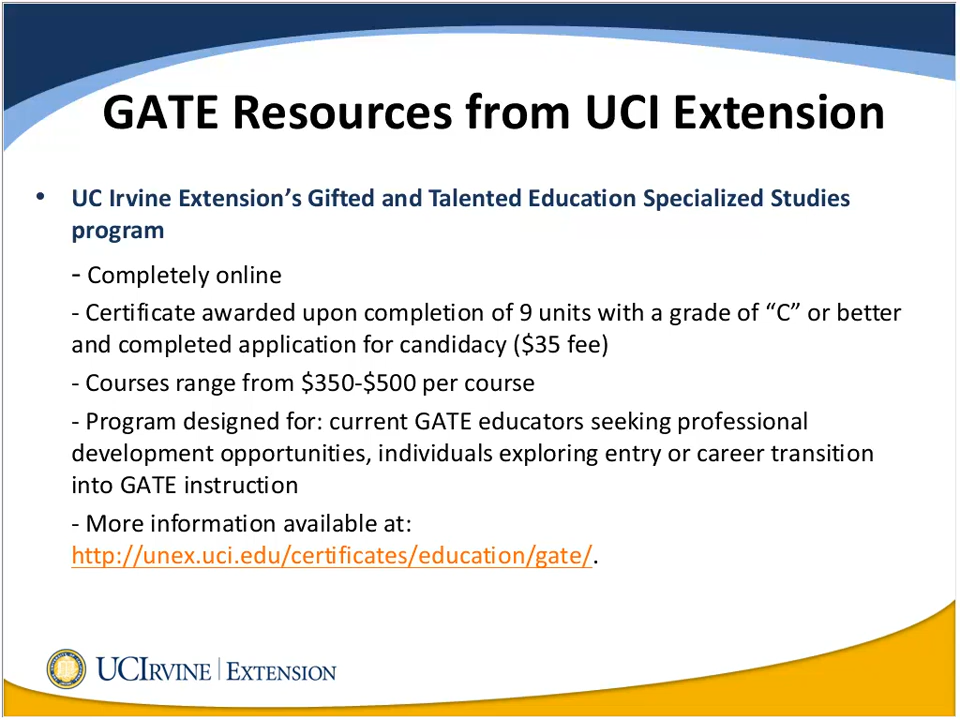 GATE Resources from UCI Extension
• UC Irvine Extension’s Gifted and Talented Education Specialized Studies
program
- Completely online
- Certificate awarded upon completion of 9 units with a grade of “C” or better
and completed application for candidacy ($35 fee)
- Courses range from $350-$500 per course
- Program designed for: current GATE educators seeking professional
development opportunities, individuals exploring entry or career transition
into GATE instruction
- More information available at:
http://unex.uci.edu/certificates/education/gate/.
UCIRVINE | EXTENSION